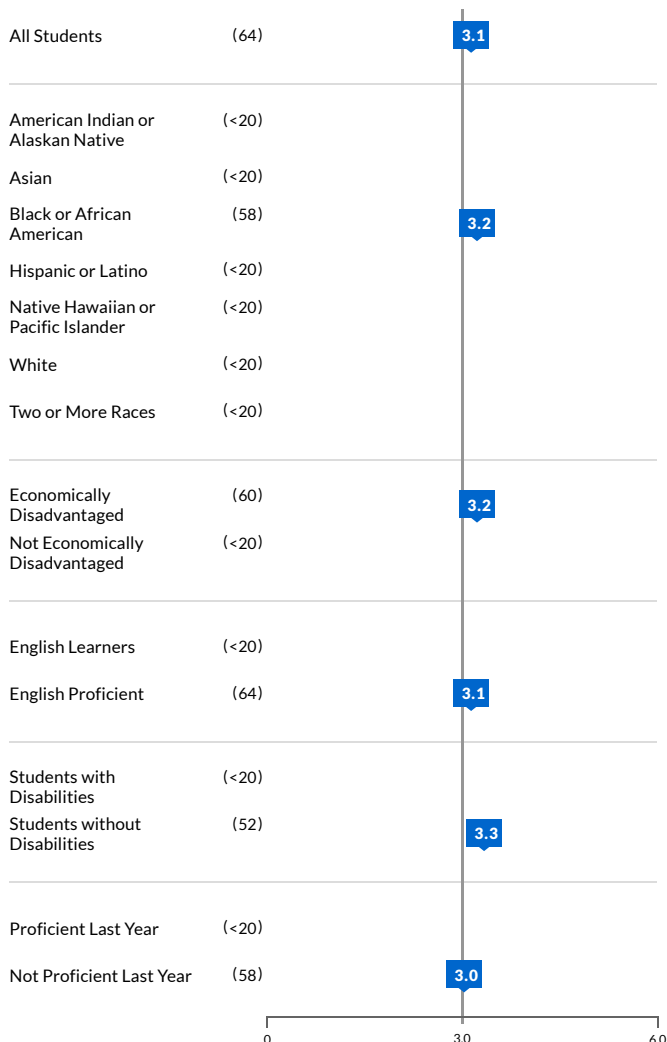 All Students (64) 3.1
American Indian or
Alaskan Native (<20)
Asian (<20)
Black or African
American (58) 3.2
Hispanic or Latino (<20)
Native Hawaiian or
Pacific Islander (<20)
White (<20)
Two or More Races (<20)
Economically
Disadvantaged (60) 3.2
Not Economically
Disadvantaged (<20)
English Learners (<20)
English Proficient (64) 3.1
Students with
Disabilities (<20)
Students without
Disabilities (52) 3.3
Proficient Last Year (<20)
Not Proficient Last Year (58) 3.0
0 3.0 6.0